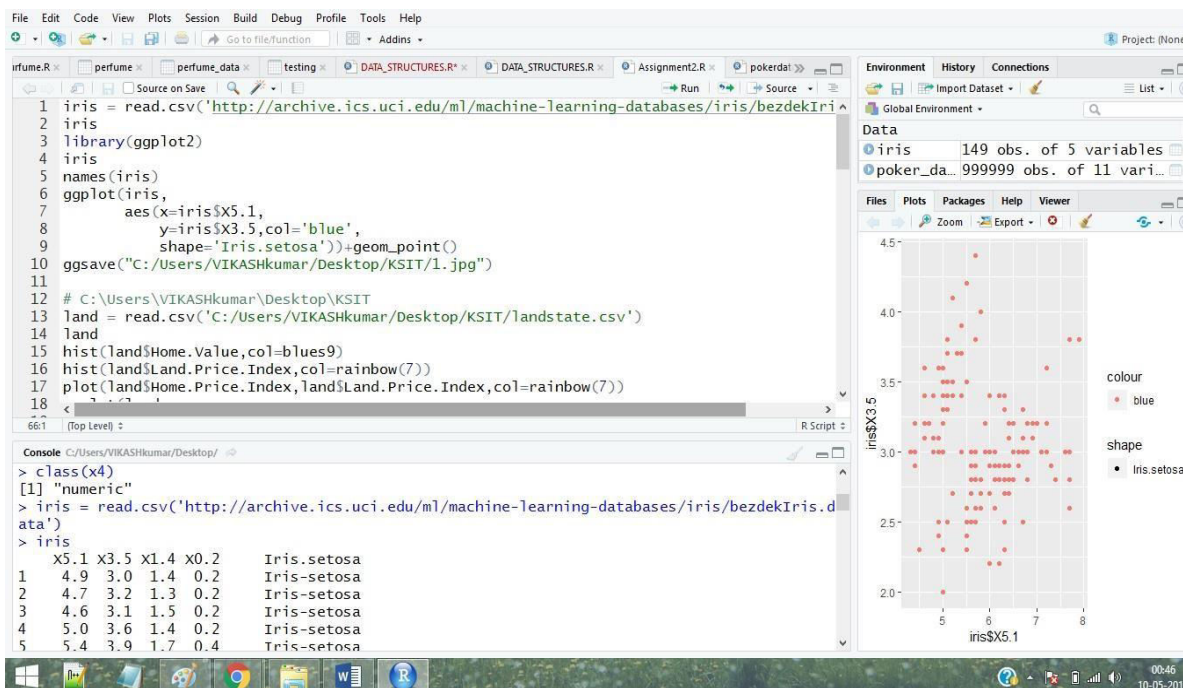 File Edit Code View Plots Session Build Debug Profile Tools Help
Go to file/function Addins Project: (None
rfume.R perfume perfume_data testing DATA_STRUCTURES.R* DATA_STRUCTURES.R Assignment2.R pokerdat
Source on Save Run Source
1 iris = read.csv('http://archive.ics.uci.edu/ml/machine-learning-databases/iris/bezdekIri
2 iris
3 library(ggplot2)
4 iris
5 names(iris)
6 ggplot(iris,
7 aes(x=iris$X5.1,
8 y=iris$X3.5,col='blue',
9 shape='Iris.setosa'))+geom_point()
10 ggsave("C:/Users/VIKASHkumar/Desktop/KSIT/1.jpg")
11
12 # C:\Users\VIKASHkumar\Desktop\KSIT
13 land = read.csv('C:/Users/VIKASHkumar/Desktop/KSIT/landstate.csv')
14 land
15 hist(land$Home.Value,col=blues9)
16 hist(land$Land.Price.Index,col=rainbow(7))
17 plot(land$Home.Price.Index,land$Land.Price.Index,col=rainbow(7))
18
66:1 (Top Level) R Script
Console C:/Users/VIKASHkumar/Desktop/
> class(x4)
[1] "numeric"
> iris = read.csv('http://archive.ics.uci.edu/ml/machine-learning-databases/iris/bezdekIris.d
ata')
> iris
X5.1 X3.5 X1.4 X0.2 Iris.setosa
1 4.9 3.0 1.4 0.2 Iris-setosa
2 4.7 3.2 1.3 0.2 Iris-setosa
3 4.6 3.1 1.5 0.2 Iris-setosa
4 5.0 3.6 1.4 0.2 Iris-setosa
5 5.4 3.9 1.7 0.4 Iris-setosa
Environment History Connections
Import Dataset List
Global Environment
Data
iris 149 obs. of 5 variables
poker_da… 999999 obs. of 11 vari…
Files Plots Packages Help Viewer
Zoom Export
4.5
4.0
3.5
3.0
2.5
2.0
iris$X3.5
5 6 7 8
iris$X5.1
colour
blue
shape
Iris.setosa
00:46
10-05-201